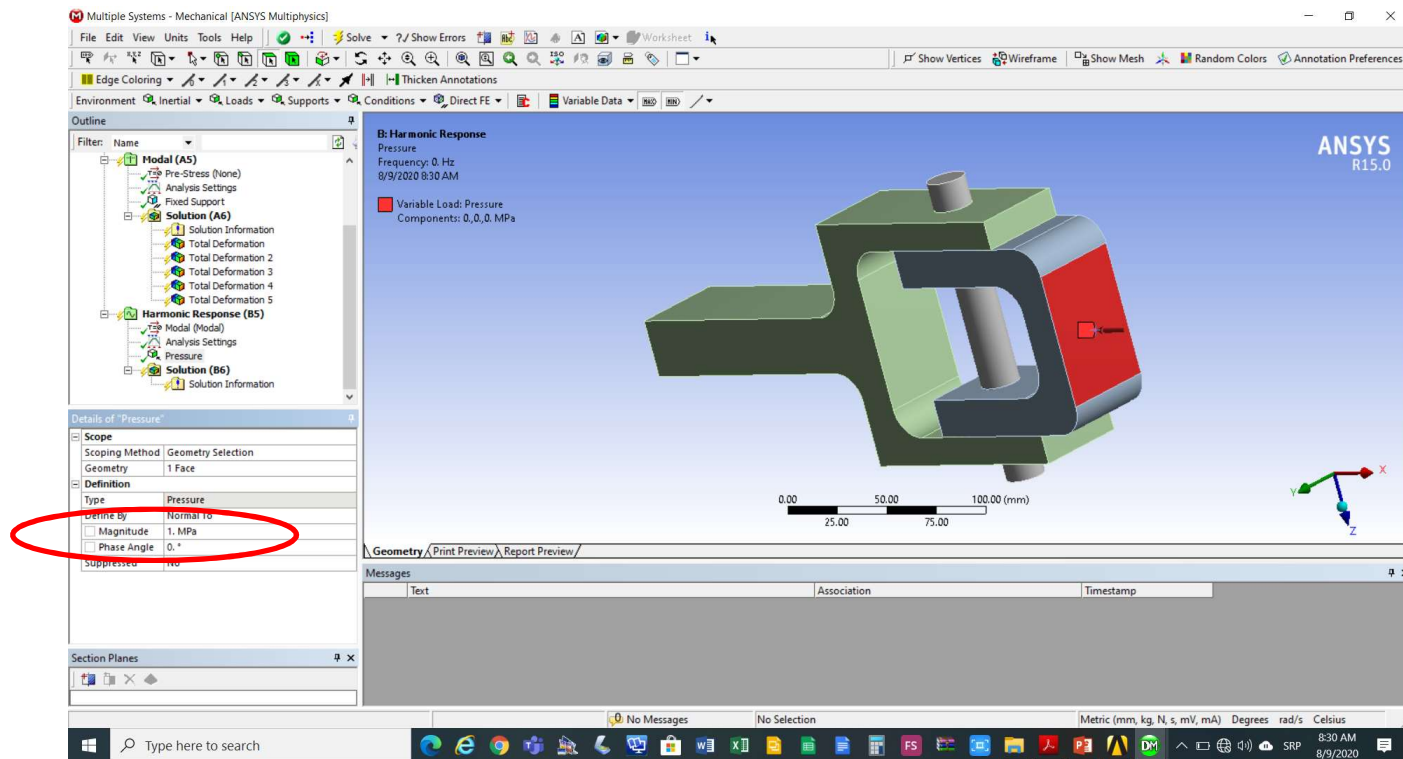 Multiple Systems - Mechanical [ANSYS Multiphysics]
File Edit View Units Tools Help Solve ?/ Show Errors Worksheet
Show Vertices Wireframe Show Mesh Random Colors Annotation Preferences
Edge Coloring Thicken Annotations
Environment Inertial Loads Supports Conditions Direct FE Variable Data
Outline
Filter: Name
Modal (A5)
Pre-Stress (None)
Analysis Settings
Fixed Support
Solution (A6)
Solution Information
Total Deformation
Total Deformation 2
Total Deformation 3
Total Deformation 4
Total Deformation 5
Harmonic Response (B5)
Modal (Modal)
Analysis Settings
Pressure
Solution (B6)
Solution Information
Details of "Pressure"
Scope
Scoping Method Geometry Selection
Geometry 1 Face
Definition
Type Pressure
Define By Normal To
Magnitude 1. MPa
Phase Angle 0. °
Suppressed No
Section Planes
B: Harmonic Response
Pressure
Frequency: 0. Hz
8/9/2020 8:30 AM
Variable Load: Pressure
Components: 0.,0.,0. MPa
ANSYS
R15.0
0.00 50.00 100.00 (mm)
25.00 75.00
X
Y
Z
Geometry Print Preview Report Preview
Messages
Text Association Timestamp
0 No Messages No Selection Metric (mm, kg, N, s, mV, mA) Degrees rad/s Celsius
Type here to search
SRP
8:30 AM
8/9/2020